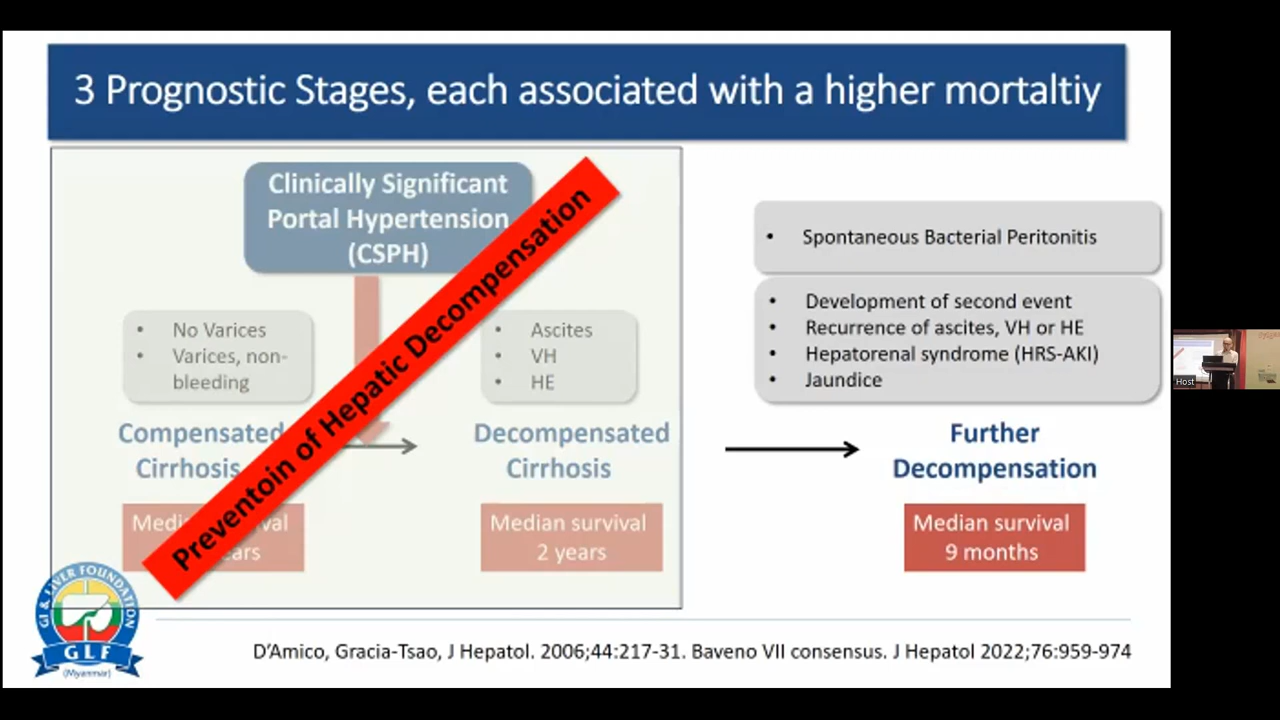 3 Prognostic Stages, each associated with a higher mortaltiy
Clinically Significant
Portal Hypertension
(CSPH)
• No Varices
• Varices, non-
bleeding
Compensated
Cirrhosis
• Ascites
• VH
• HE
Decompensated
Cirrhosis
Median survival
2 years
Preventoin of Hepatic Decompensation
• Spontaneous Bacterial Peritonitis
• Development of second event
• Recurrence of ascites, VH or HE
• Hepatorenal syndrome (HRS-AKI)
• Jaundice
Further
Decompensation
Median survival
9 months
D’Amico, Gracia-Tsao, J Hepatol. 2006;44:217-31. Baveno VII consensus. J Hepatol 2022;76:959-974
GI & LIVER FOUNDATION
GLF
(Myanmar)
Host